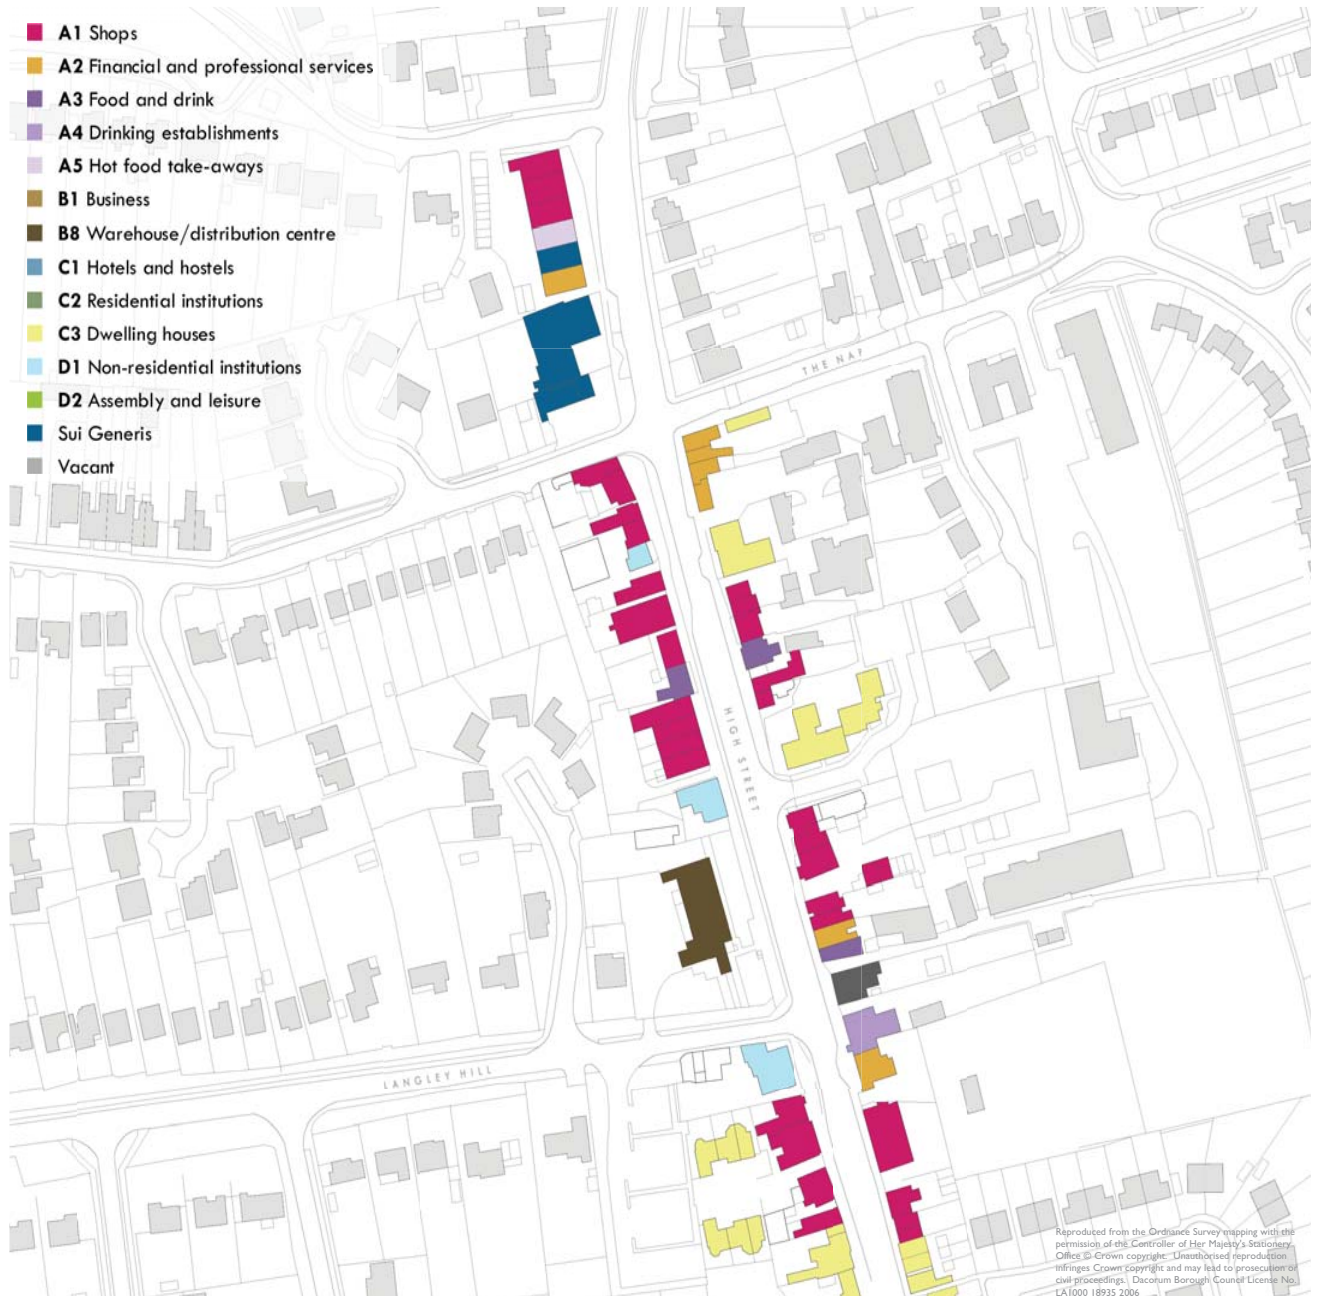 A1 Shops
A2 Financial and professional services
A3 Food and drink
A4 Drinking establishments
A5 Hot food take-aways
B1 Business
B8 Warehouse/distribution centre
C1 Hotels and hostels
C2 Residential institutions
C3 Dwelling houses
D1 Non-residential institutions
D2 Assembly and leisure
Sui Generis
Vacant
THE NAP
HIGH STREET
LANGLEY HILL
Reproduced from the Ordnance Survey mapping with the
permission of the Controller of Her Majesty's Stationery
Office © Crown copyright. Unauthorised reproduction
infringes Crown copyright and may lead to prosecution or
civil proceedings. Dacorum Borough Council License No.
LA1000 18935 2006